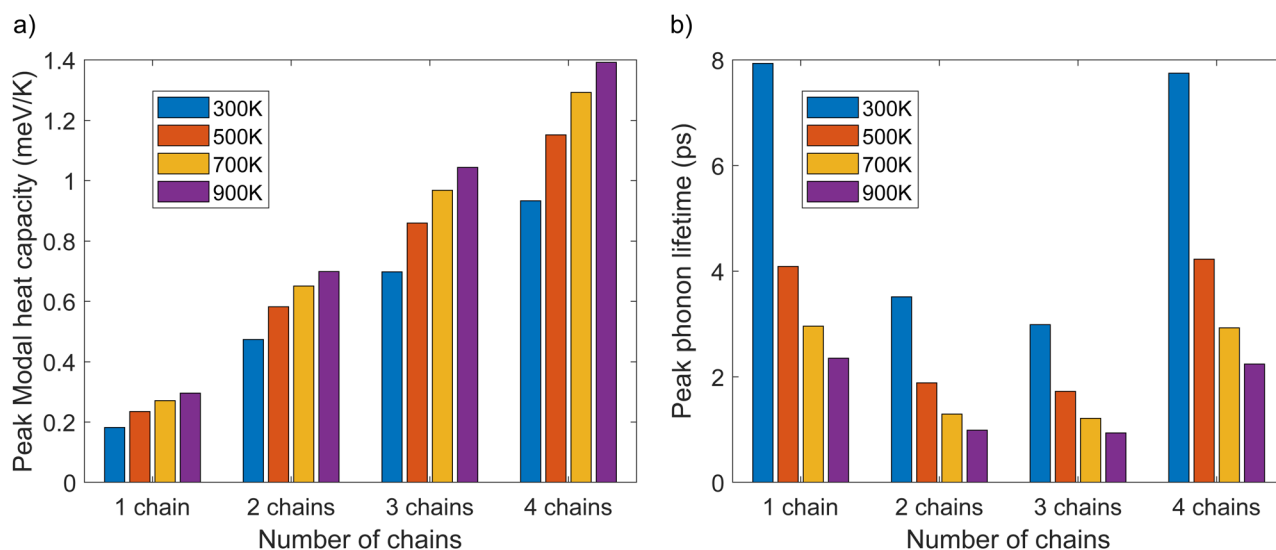 a)
Peak Modal heat capacity (meV/K)
1.4
1.2
1
0.8
0.6
0.4
0.2
0
300K
500K
700K
900K
1 chain
2 chains
3 chains
4 chains
Number of chains
b)
Peak phonon lifetime (ps)
8
6
4
2
0
300K
500K
700K
900K
1 chain
2 chains
3 chains
4 chains
Number of chains